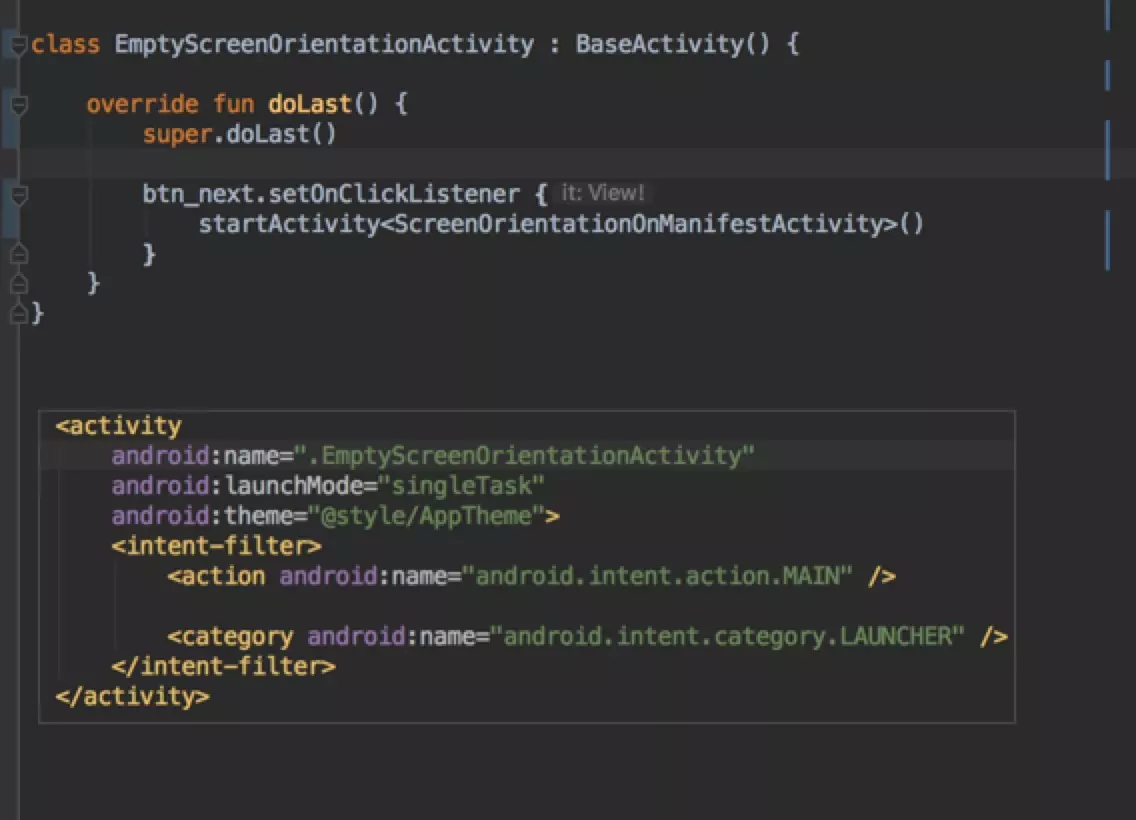 class EmptyScreenOrientationActivity : BaseActivity() {
override fun doLast() {
super.doLast()
btn_next.setOnClickListener { it: View!
startActivity<ScreenOrientationOnManifestActivity>()
}
}
}
<activity
android:name=".EmptyScreenOrientationActivity"
android:launchMode="singleTask"
android:theme="@style/AppTheme">
<intent-filter>
<action android:name="android.intent.action.MAIN" />
<category android:name="android.intent.category.LAUNCHER" />
</intent-filter>
</activity>